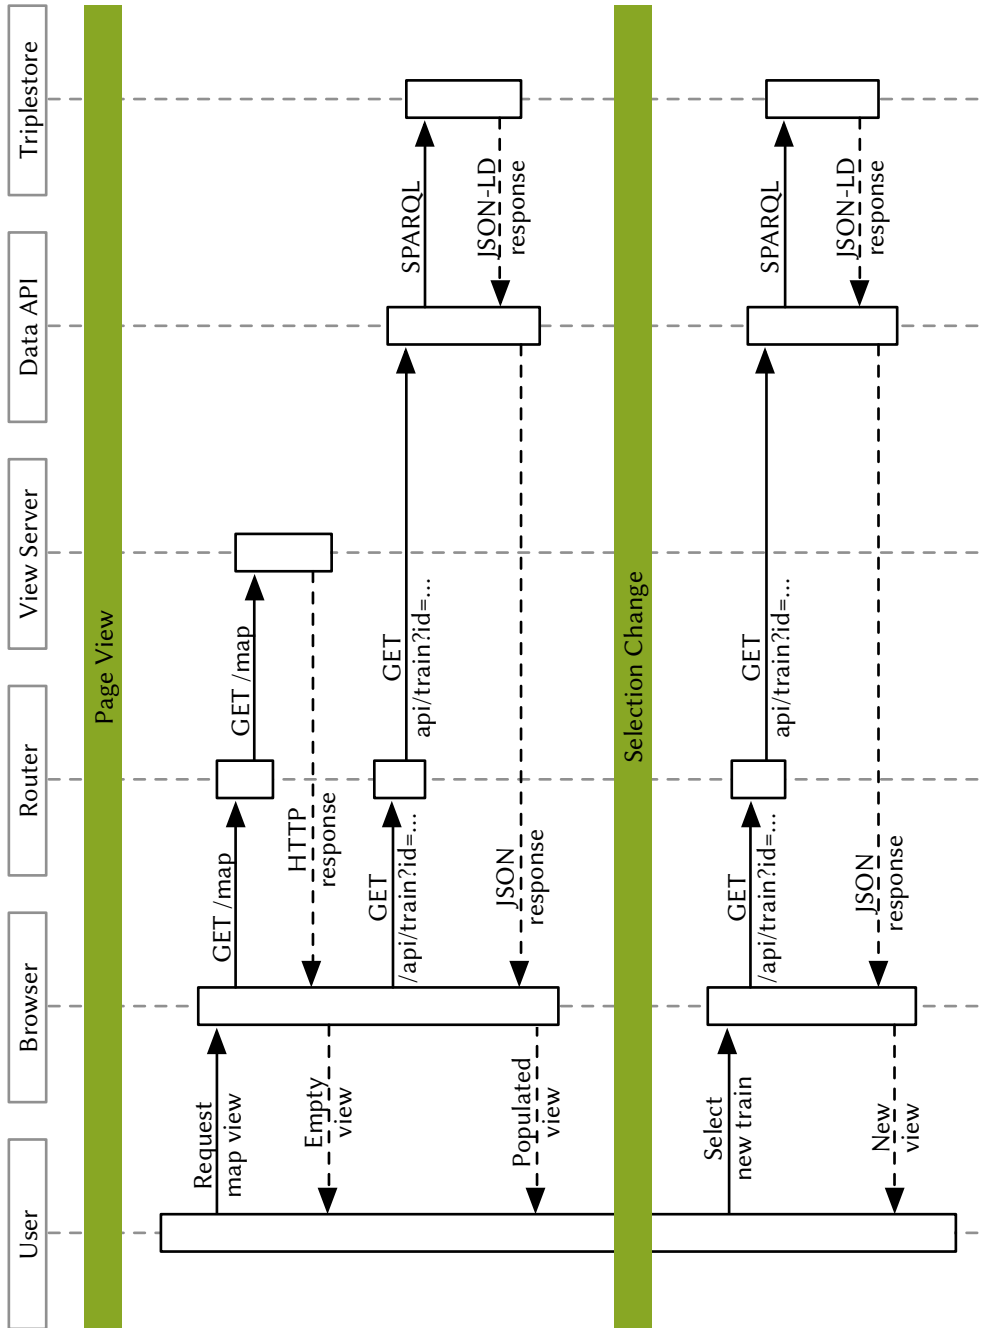 User
Browser
Router
View Server
Data API
Triplestore
Page View
Request
map view
GET /map
GET /map
HTTP
response
Empty
view
GET
/api/train?id=...
GET
api/train?id=...
SPARQL
JSON-LD
response
JSON
response
Populated
view
Selection Change
Select
new train
GET
/api/train?id=...
GET
api/train?id=...
SPARQL
JSON-LD
response
JSON
response
New
view